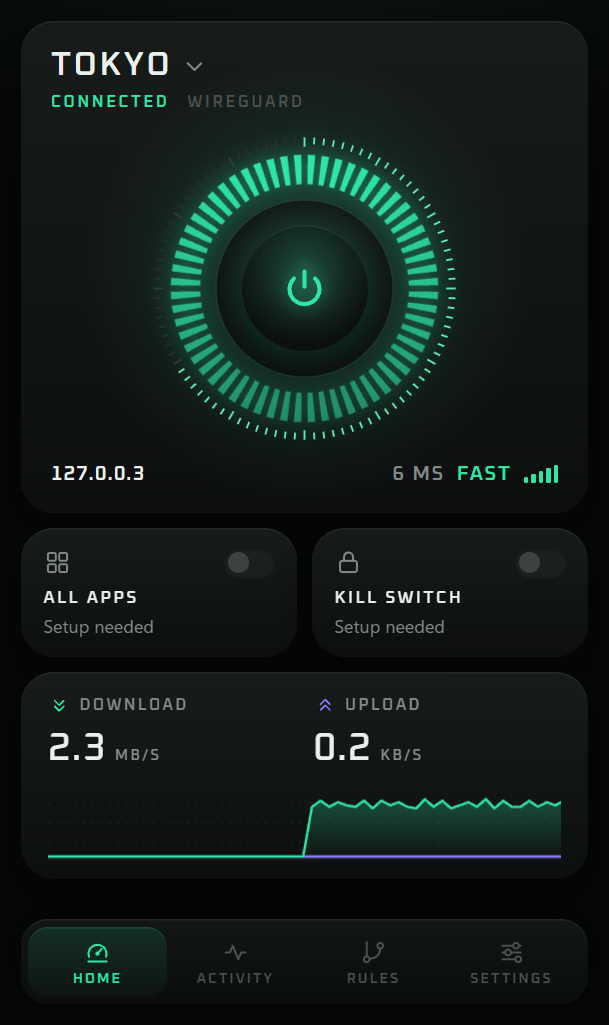 TOKYO
CONNECTED WIREGUARD
127.0.0.3
6 MS FAST
ALL APPS
Setup needed
KILL SWITCH
Setup needed
DOWNLOAD
2.3 MB/S
UPLOAD
0.2 KB/S
HOME
ACTIVITY
RULES
SETTINGS